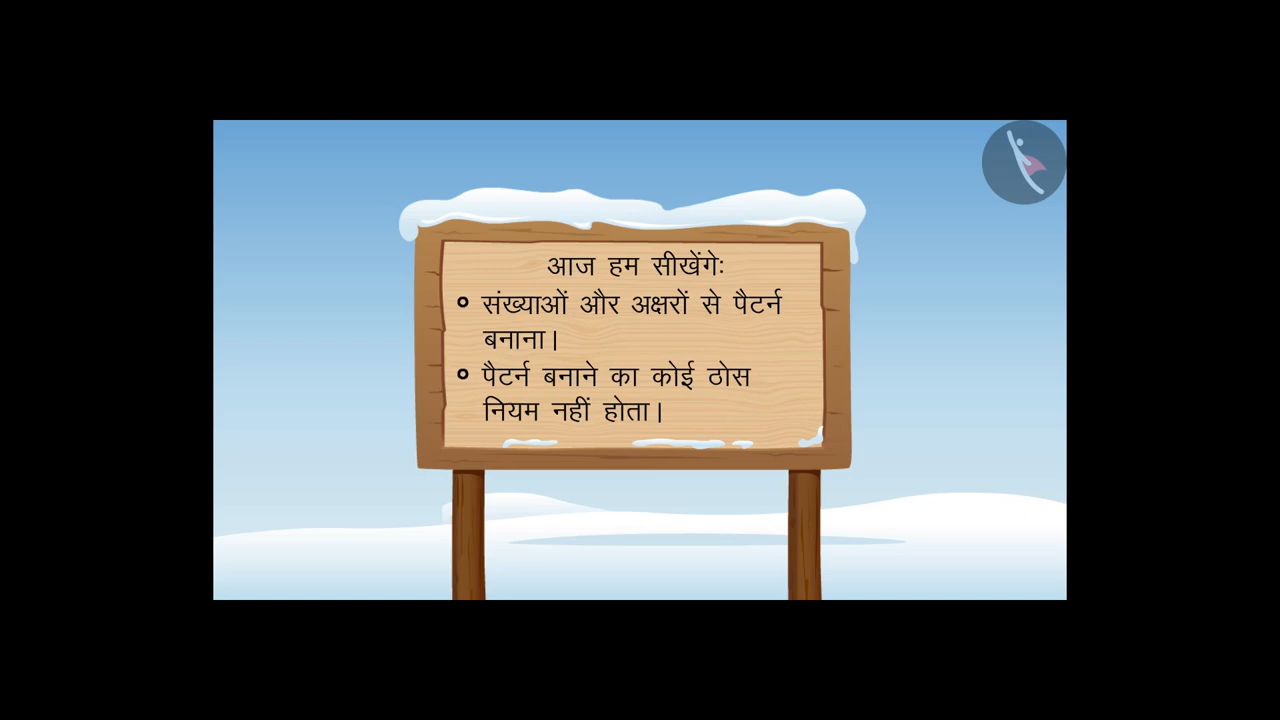 आज हम सीखेंगे:
संख्याओं और अक्षरों से पैटर्न
बनाना।
पैटर्न बनाने का कोई ठोस
नियम नहीं होता।